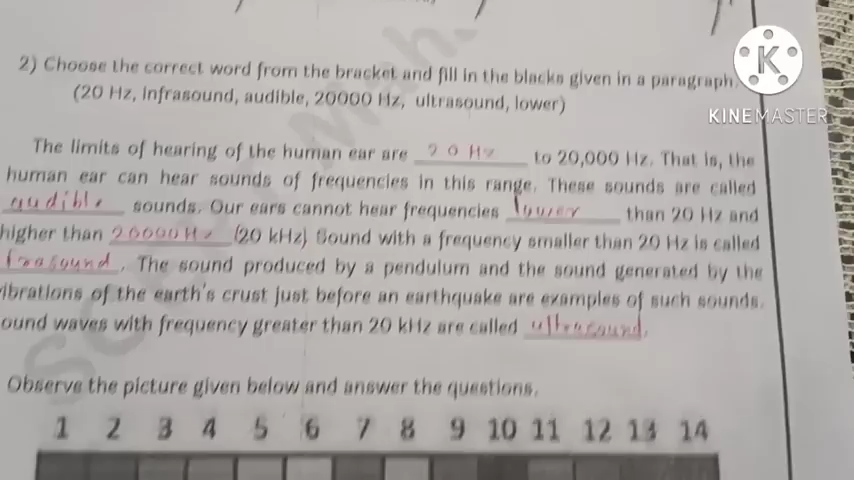 K
KINEMASTER
2) Choose the correct word from the bracket and fill in the blacks given in a paragraph.
(20 Hz, infrasound, audible, 20000 Hz, ultrasound, lower)
The limits of hearing of the human ear are 20 Hz to 20,000 Hz. That is, the
human ear can hear sounds of frequencies in this range. These sounds are called
audible sounds. Our ears cannot hear frequencies lower than 20 Hz and
higher than 20000 Hz (20 kHz) Sound with a frequency smaller than 20 Hz is called
frasound. The sound produced by a pendulum and the sound generated by the
vibrations of the earth's crust just before an earthquake are examples of such sounds.
ound waves with frequency greater than 20 kHz are called ultrasound.
Observe the picture given below and answer the questions.
1 2 3 4 5 6 7 8 9 10 11 12 13 14